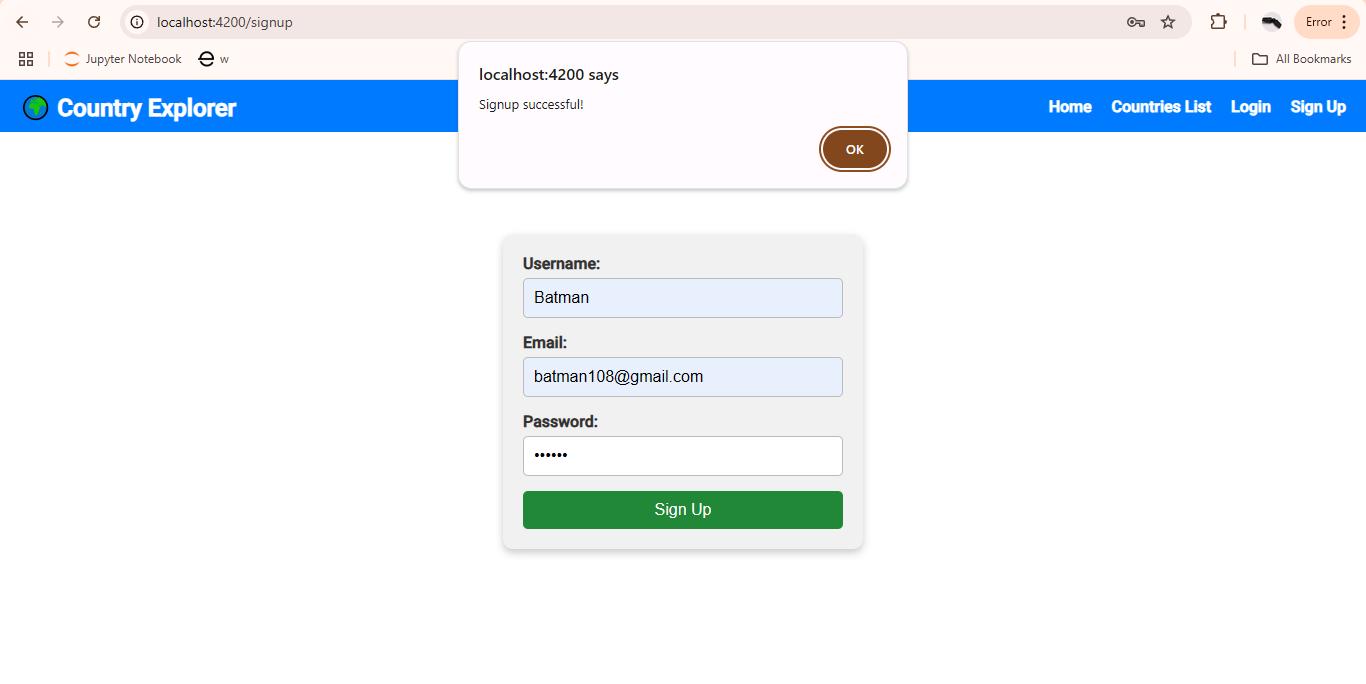 localhost:4200/signup
Error
Jupyter Notebook
w
All Bookmarks
localhost:4200 says
Signup successful!
OK
Country Explorer
Home
Countries List
Login
Sign Up
Username:
Batman
Email:
batman108@gmail.com
Password:
••••••
Sign Up